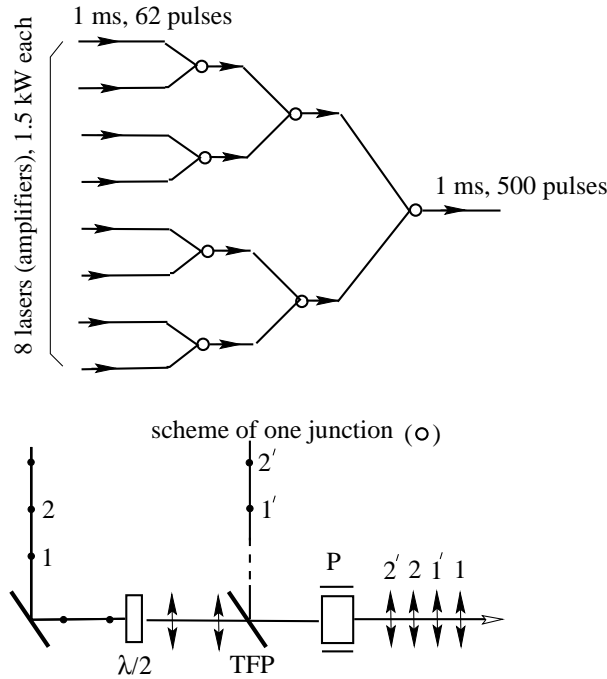 1 ms, 62 pulses
8 lasers (amplifiers), 1.5 kW each
1 ms, 500 pulses
scheme of one junction (o)
2'
2
1'
1
P
2' 2 1' 1
λ/2
TFP